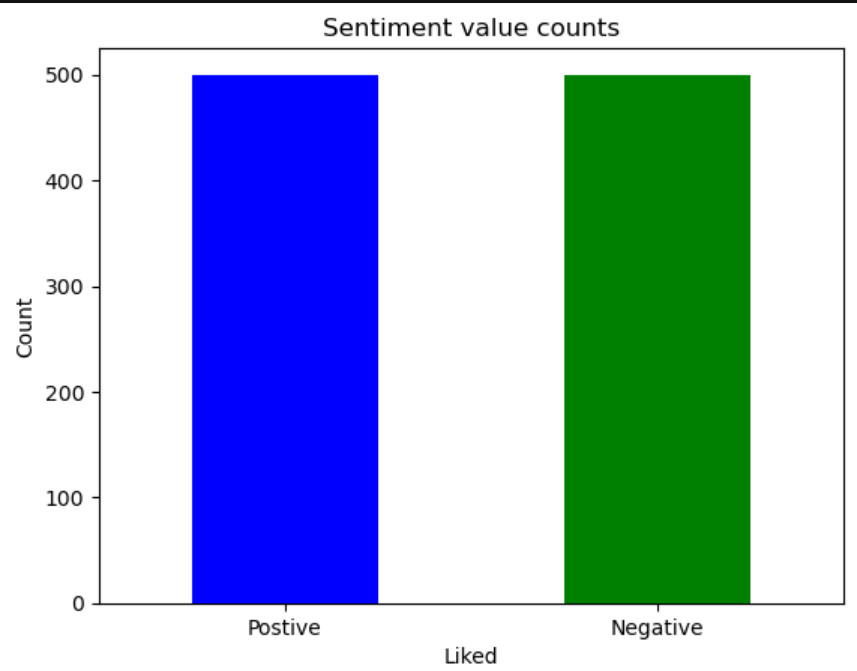 Sentiment value counts
500
400
300
200
100
0
Count
Postive
Negative
Liked